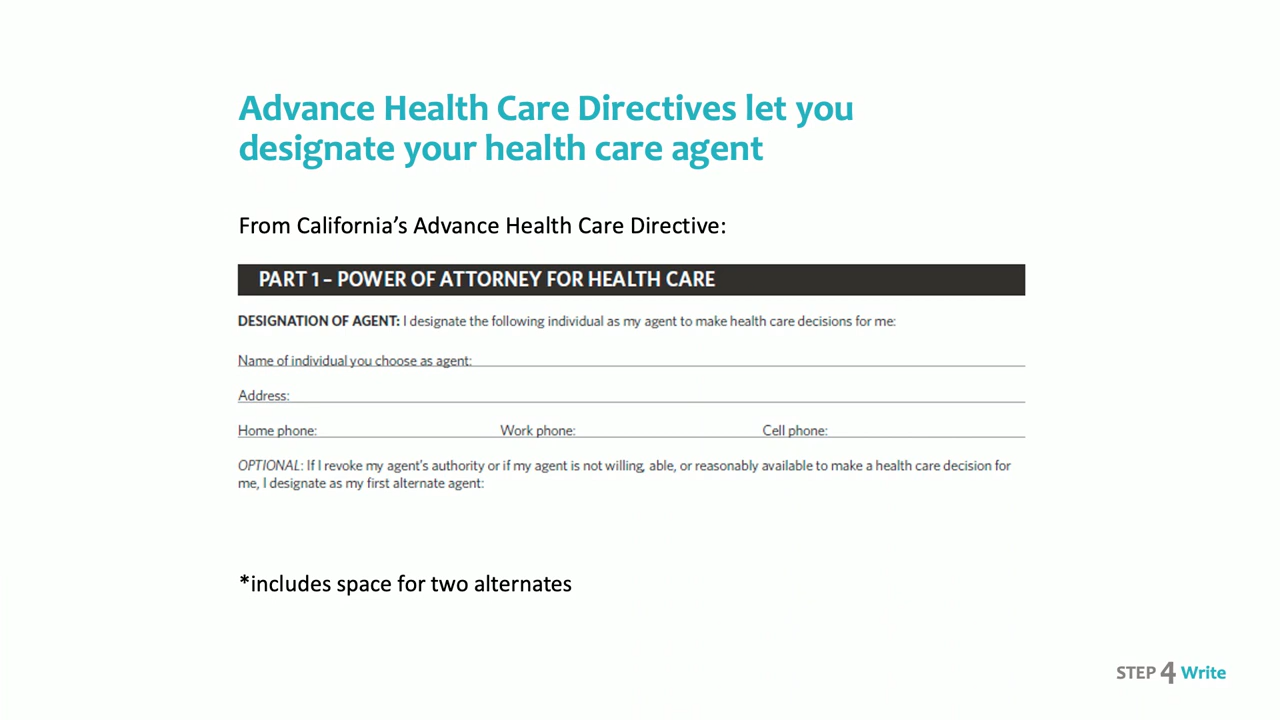 Advance Health Care Directives let you
designate your health care agent
From California’s Advance Health Care Directive:
PART 1 – POWER OF ATTORNEY FOR HEALTH CARE
DESIGNATION OF AGENT: I designate the following individual as my agent to make health care decisions for me:
Name of individual you choose as agent:
Address:
Home phone: Work phone: Cell phone:
OPTIONAL: If I revoke my agent’s authority or if my agent is not willing, able, or reasonably available to make a health care decision for
me, I designate as my first alternate agent:
*includes space for two alternates
STEP 4 Write